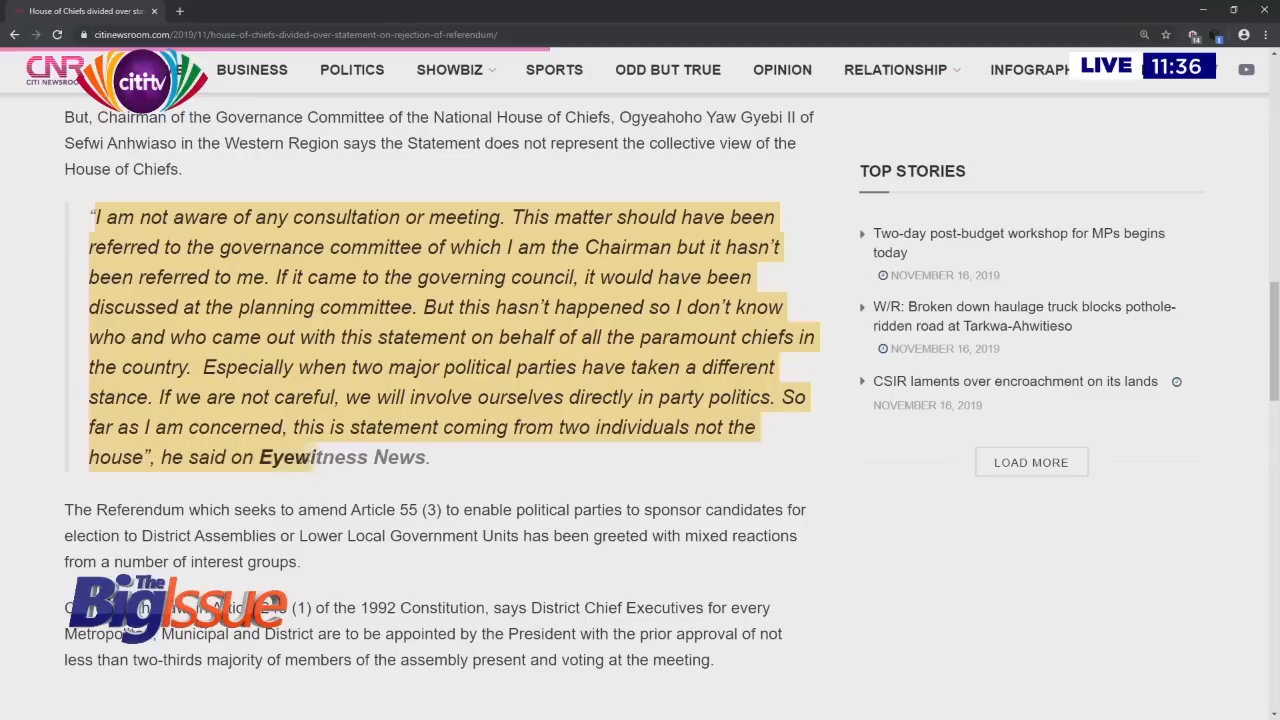 House of Chiefs divided over sta
citinewsroom.com/2019/11/house-of-chiefs-divided-over-statement-on-rejection-of-referendum/
14
CNR
CITI NEWSROO
citi tv
BUSINESS
POLITICS
SHOWBIZ
SPORTS
ODD BUT TRUE
OPINION
RELATIONSHIP
INFOGRAPH
LIVE 11:36
But, Chairman of the Governance Committee of the National House of Chiefs, Ogyeahoho Yaw Gyebi II of
Sefwi Anhwiaso in the Western Region says the Statement does not represent the collective view of the
House of Chiefs.
“I am not aware of any consultation or meeting. This matter should have been
referred to the governance committee of which I am the Chairman but it hasn’t
been referred to me. If it came to the governing council, it would have been
discussed at the planning committee. But this hasn’t happened so I don’t know
who and who came out with this statement on behalf of all the paramount chiefs in
the country. Especially when two major political parties have taken a different
stance. If we are not careful, we will involve ourselves directly in party politics. So
far as I am concerned, this is statement coming from two individuals not the
house”, he said on Eyewitness News.
The Referendum which seeks to amend Article 55 (3) to enable political parties to sponsor candidates for
election to District Assemblies or Lower Local Government Units has been greeted with mixed reactions
from a number of interest groups.
The Big Issue
(1) of the 1992 Constitution, says District Chief Executives for every
Municipal and District are to be appointed by the President with the prior approval of not
less than two-thirds majority of members of the assembly present and voting at the meeting.
TOP STORIES
Two-day post-budget workshop for MPs begins
today
NOVEMBER 16, 2019
W/R: Broken down haulage truck blocks pothole-
ridden road at Tarkwa-Ahwitieso
NOVEMBER 16, 2019
CSIR laments over encroachment on its lands
NOVEMBER 16, 2019
LOAD MORE